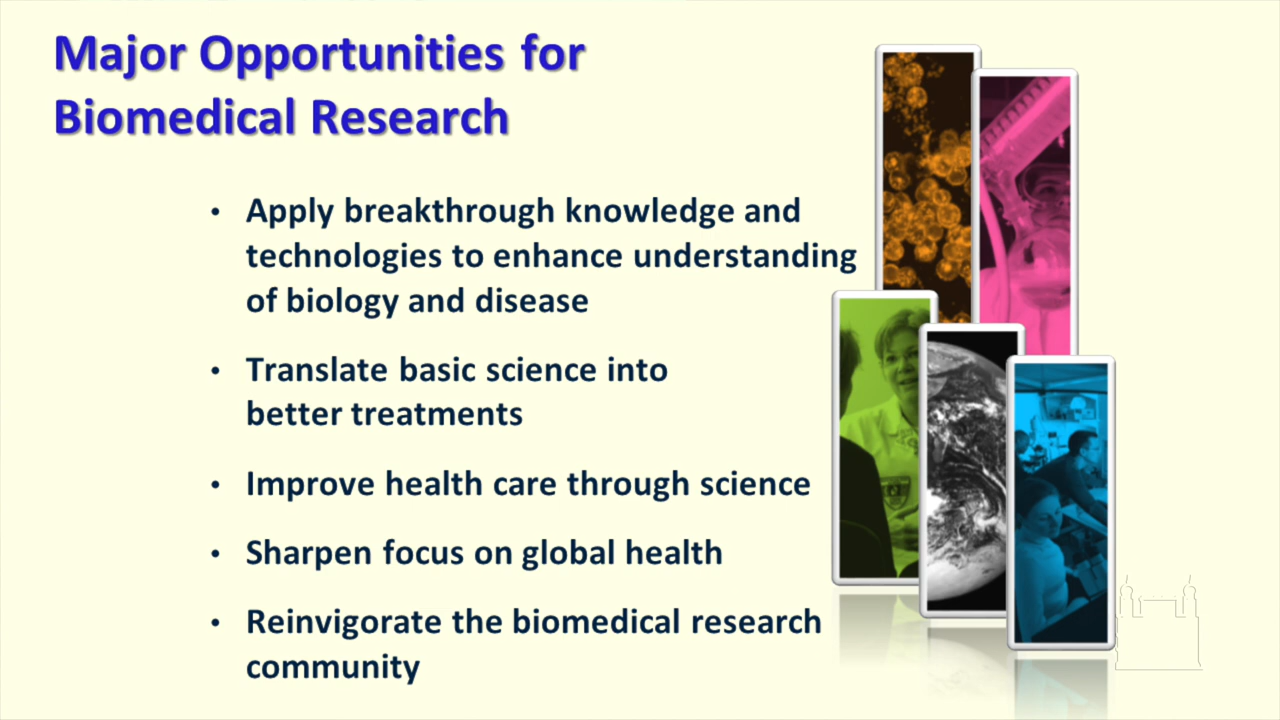 Major Opportunities for
Biomedical Research
• Apply breakthrough knowledge and
technologies to enhance understanding
of biology and disease
• Translate basic science into
better treatments
• Improve health care through science
• Sharpen focus on global health
• Reinvigorate the biomedical research
community